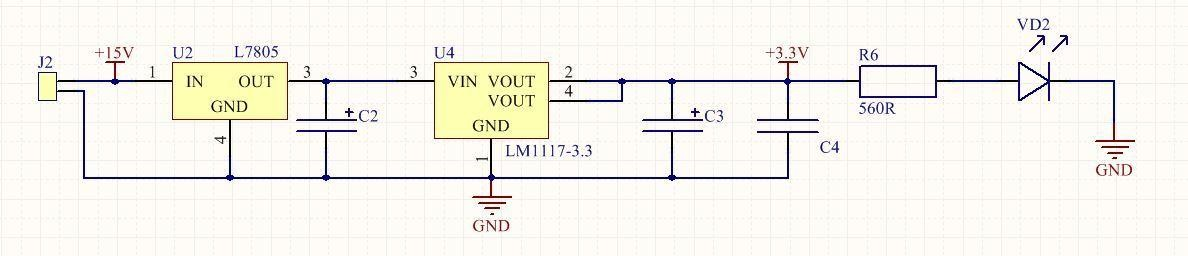 VD2
J2
+15V
U2
L7805
U4
+3.3V
R6
1
IN
OUT
3
3
VIN
VOUT
2
GND
VOUT
4
560R
+
C2
GND
+
C3
4
1
LM1117-3.3
C4
GND
GND